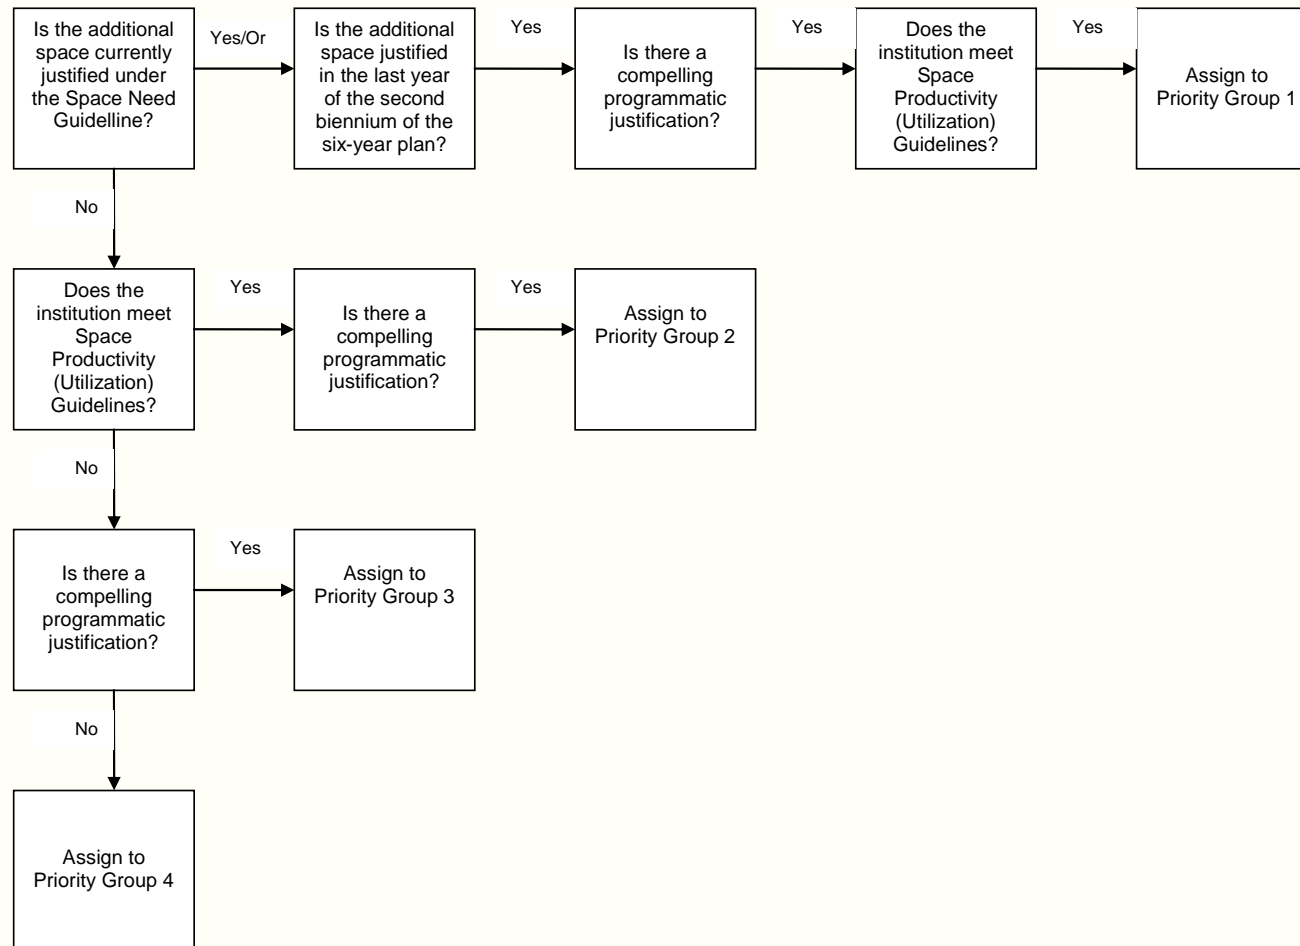 Is the additional
space currently
justified under
the Space Need
Guidelline?
Yes/Or
Is the additional
space justified
in the last year
of the second
biennium of the
six-year plan?
Yes
Is there a
compelling
programmatic
justification?
Yes
Does the
institution meet
Space
Productivity
(Utilization)
Guidelines?
Yes
Assign to
Priority Group 1
No
Does the
institution meet
Space
Productivity
(Utilization)
Guidelines?
Yes
Is there a
compelling
programmatic
justification?
Yes
Assign to
Priority Group 2
No
Is there a
compelling
programmatic
justification?
Yes
Assign to
Priority Group 3
No
Assign to
Priority Group 4